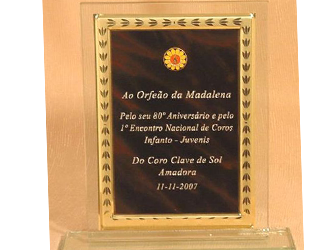 Ao Orfeão da Madalena
Pelo seu 80º Aniversário e pelo
1º Encontro Nacional de Coros
Infanto - Juvenis
Do Coro Clave de Sol
Amadora
11-11-2007